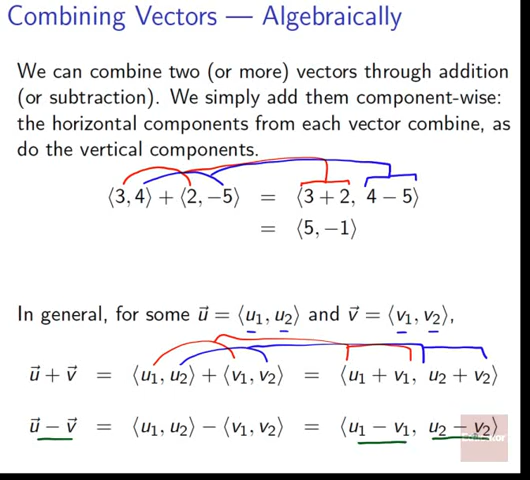 Combining Vectors — Algebraically
We can combine two (or more) vectors through addition
(or subtraction). We simply add them component-wise:
the horizontal components from each vector combine, as
do the vertical components.
⟨3, 4⟩ + ⟨2, −5⟩ = ⟨3 + 2, 4 − 5⟩
= ⟨5, −1⟩
In general, for some u⃗ = ⟨u₁, u₂⟩ and v⃗ = ⟨v₁, v₂⟩,
u⃗ + v⃗ = ⟨u₁, u₂⟩ + ⟨v₁, v₂⟩ = ⟨u₁ + v₁, u₂ + v₂⟩
u⃗ − v⃗ = ⟨u₁, u₂⟩ − ⟨v₁, v₂⟩ = ⟨u₁ − v₁, u₂ − v₂⟩